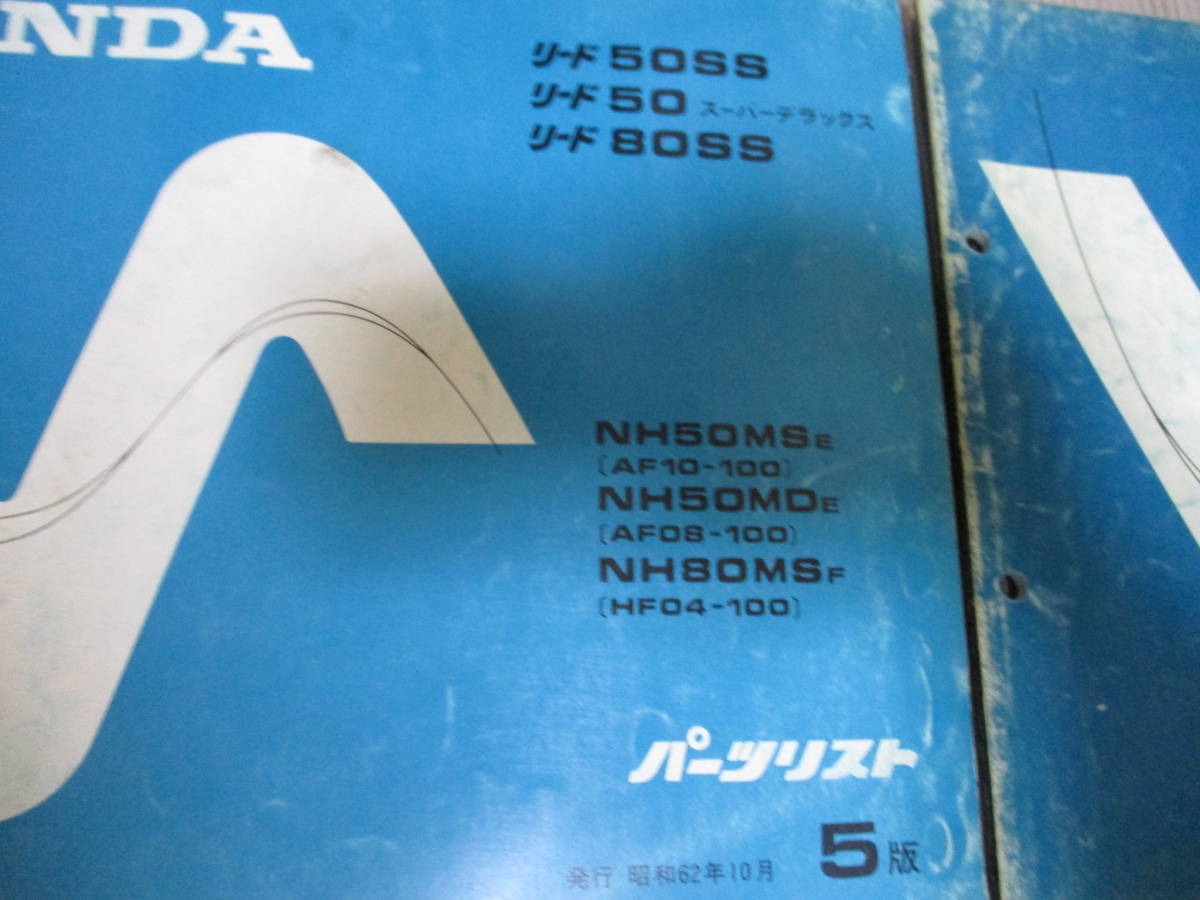 NDA
リード 50SS
リード 50 スーパーデラックス
リード 80SS
NH50MSE
[AF10-100]
NH50MDE
[AF08-100]
NH80MSF
[HF04-100]
パーツリスト
発行 昭和62年10月 5版